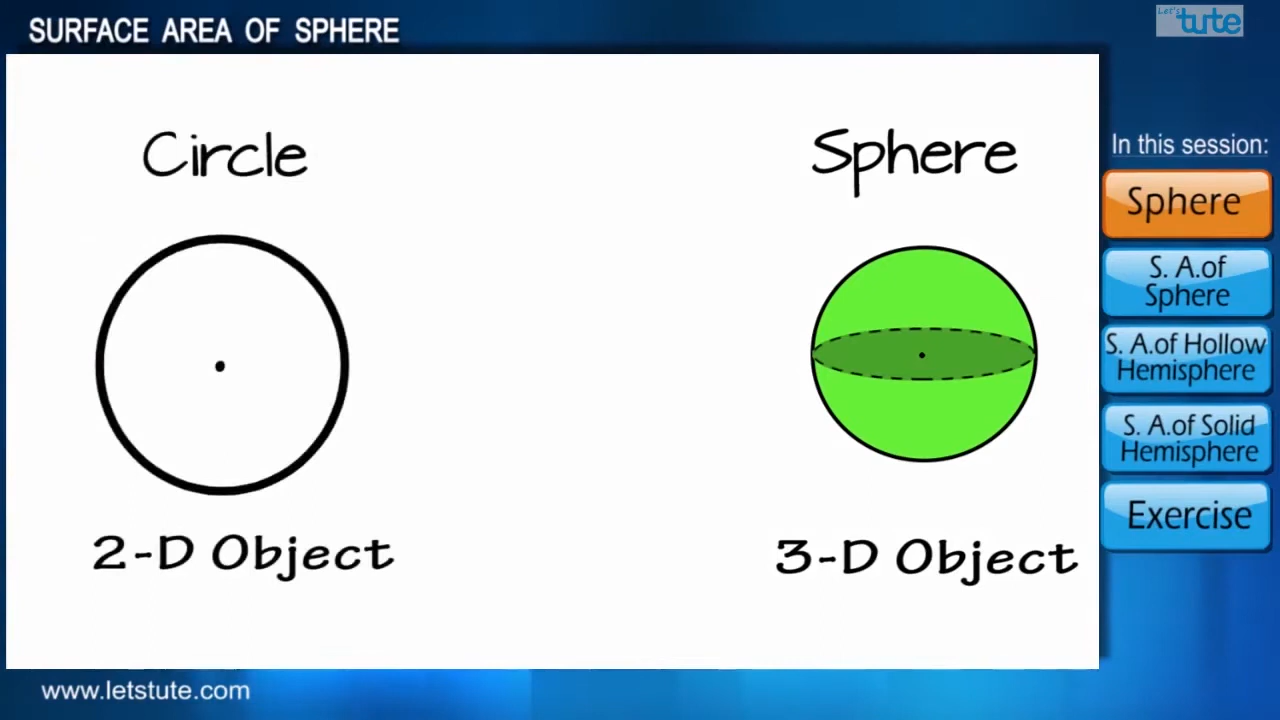 SURFACE AREA OF SPHERE
Let's
tute
Circle
Sphere
2-D Object
3-D Object
In this session:
Sphere
S. A.of
Sphere
S. A.of Hollow
Hemisphere
S. A.of Solid
Hemisphere
Exercise
www.letstute.com